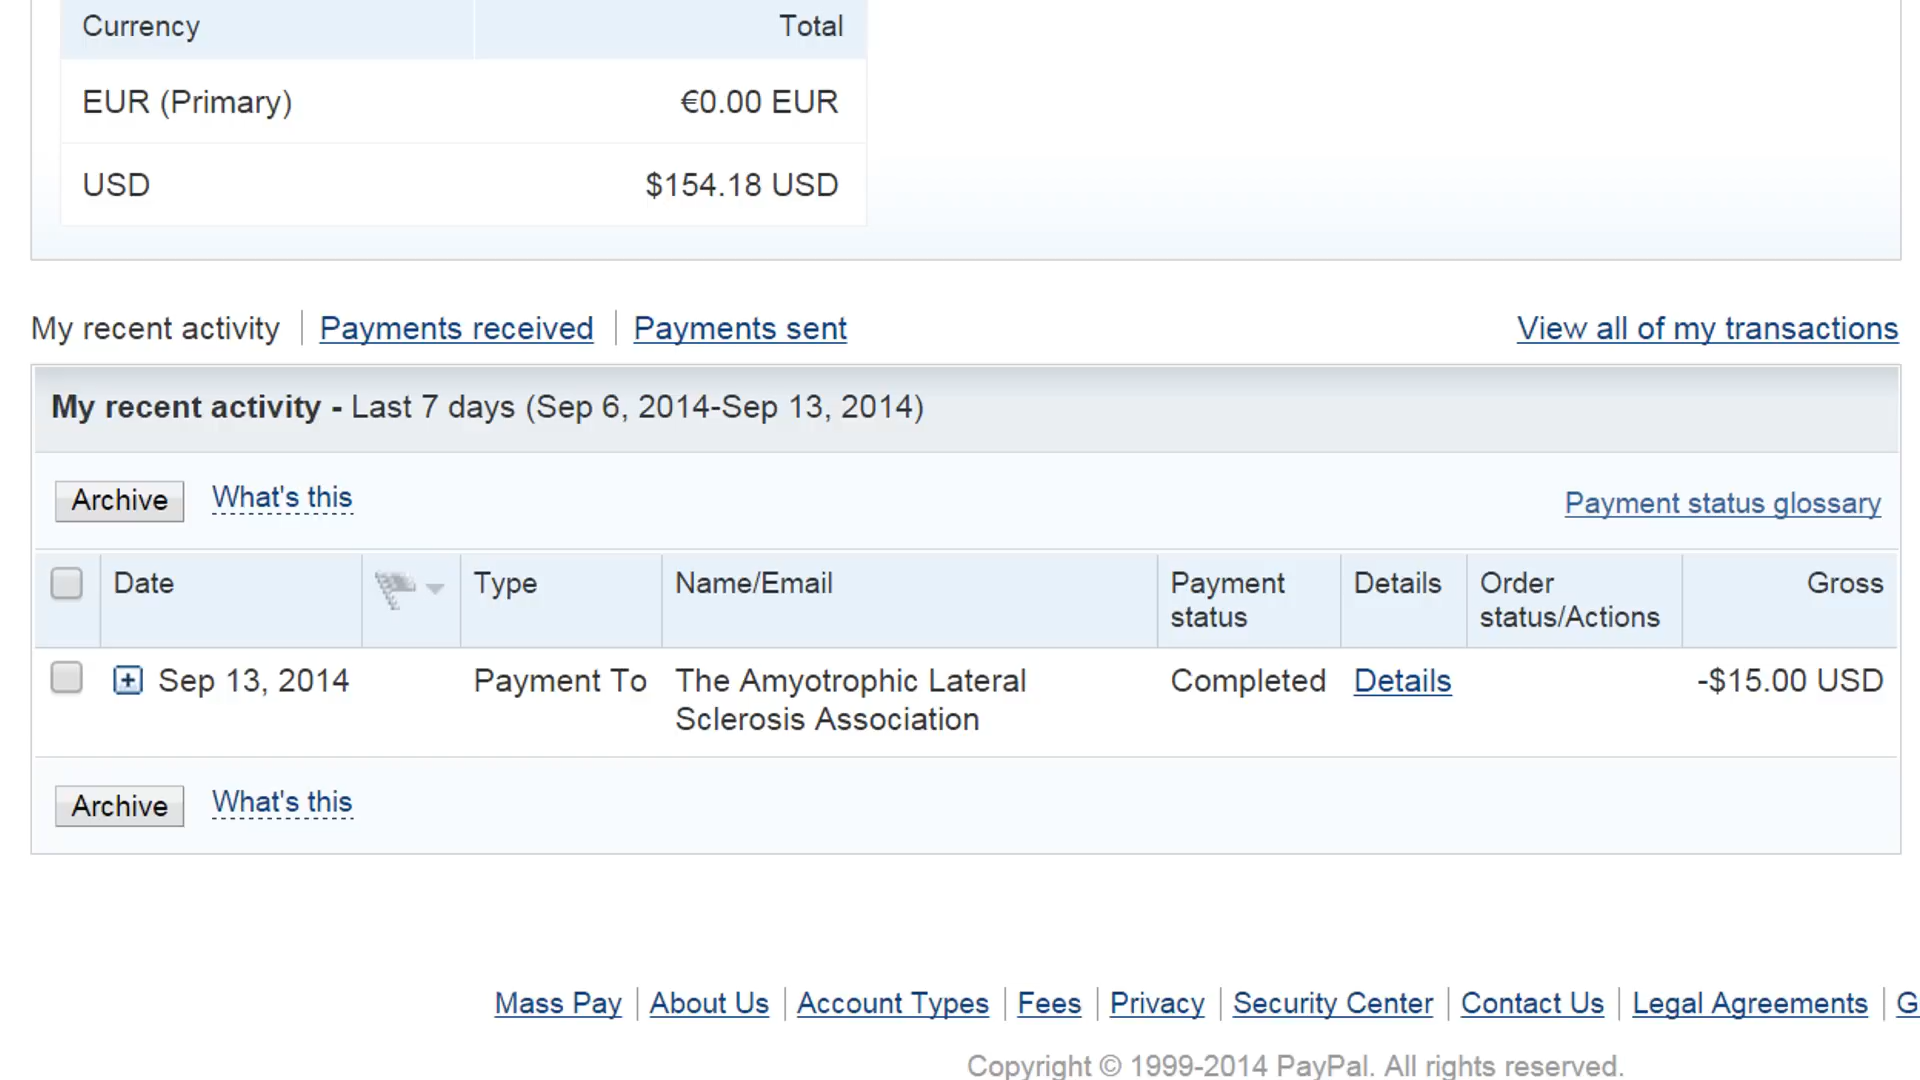 Currency Total
EUR (Primary) €0.00 EUR
USD $154.18 USD
My recent activity Payments received Payments sent View all of my transactions
My recent activity - Last 7 days (Sep 6, 2014-Sep 13, 2014)
Archive What's this Payment status glossary
Date Type Name/Email Payment status Details Order status/Actions Gross
Sep 13, 2014 Payment To The Amyotrophic Lateral Sclerosis Association Completed Details -$15.00 USD
Archive What's this
Mass Pay About Us Account Types Fees Privacy Security Center Contact Us Legal Agreements
Copyright © 1999-2014 PayPal. All rights reserved.